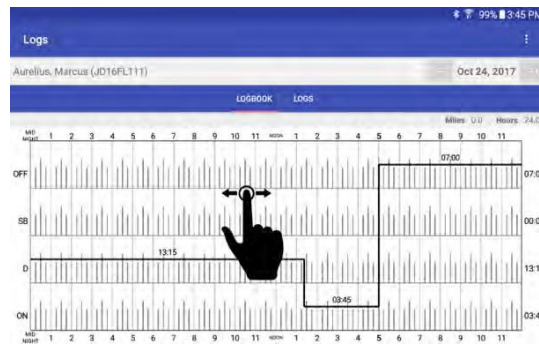 99% 3:45 PM
Logs
Aurelius, Marcus (JD16FL111) Oct 24, 2017
LOGBOOK LOGS
Miles 0.0 Hours 24.0
MID NIGHT 1 2 3 4 5 6 7 8 9 10 11 NOON 1 2 3 4 5 6 7 8 9 10 11
07:00
OFF 07:0
SB 00:0
13:15
D 13:1
03:45
ON 03:4
MID NIGHT 1 2 3 4 5 6 7 8 9 10 11 NOON 1 2 3 4 5 6 7 8 9 10 11